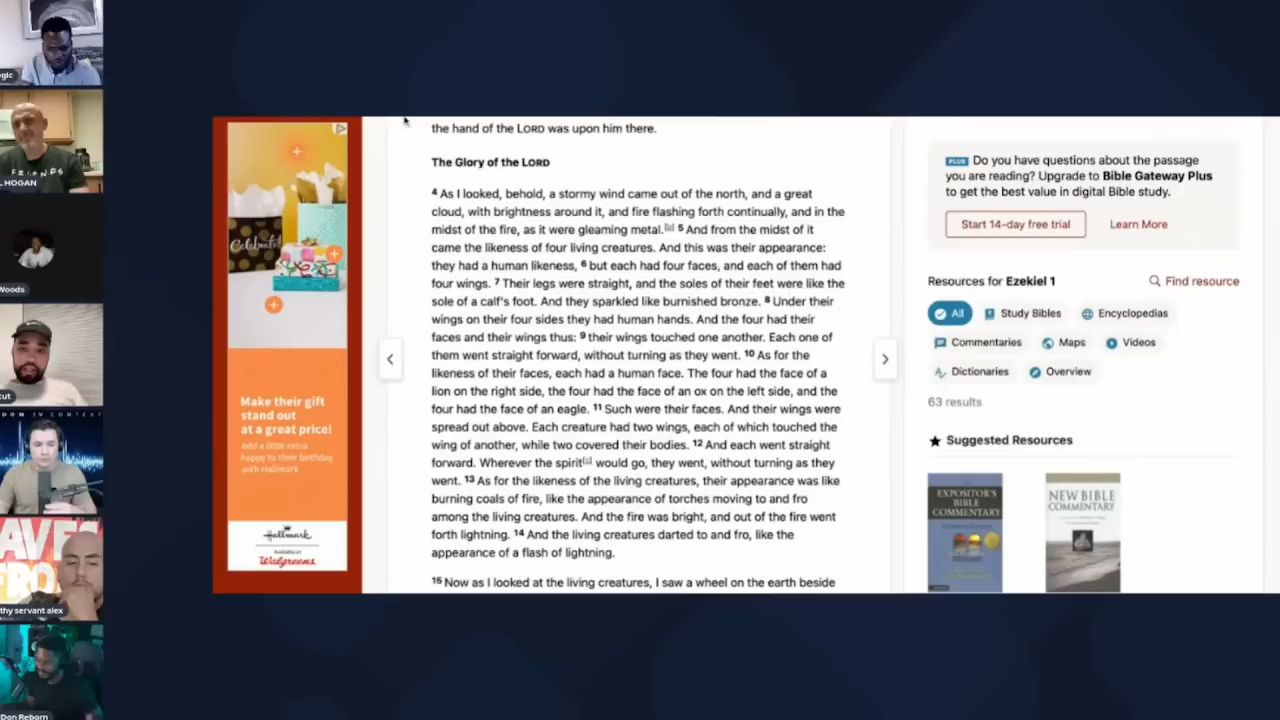 ogic
L HOGAN
Woods
cut
DON IN CONTEXT
AVE
FRO
thy servant alex
Don Reborn
Celebrate
Make their gift
stand out
at a great price!
Add a little extra
happy to their birthday
with Hallmark
Hallmark
Available at
Walgreens
the hand of the LORD was upon him there.
The Glory of the LORD
4 As I looked, behold, a stormy wind came out of the north, and a great
cloud, with brightness around it, and fire flashing forth continually, and in the
midst of the fire, as it were gleaming metal. 5 And from the midst of it
came the likeness of four living creatures. And this was their appearance:
they had a human likeness, 6 but each had four faces, and each of them had
four wings. 7 Their legs were straight, and the soles of their feet were like the
sole of a calf's foot. And they sparkled like burnished bronze. 8 Under their
wings on their four sides they had human hands. And the four had their
faces and their wings thus: 9 their wings touched one another. Each one of
them went straight forward, without turning as they went. 10 As for the
likeness of their faces, each had a human face. The four had the face of a
lion on the right side, the four had the face of an ox on the left side, and the
four had the face of an eagle. 11 Such were their faces. And their wings were
spread out above. Each creature had two wings, each of which touched the
wing of another, while two covered their bodies. 12 And each went straight
forward. Wherever the spirit[c] would go, they went, without turning as they
went. 13 As for the likeness of the living creatures, their appearance was like
burning coals of fire, like the appearance of torches moving to and fro
among the living creatures. And the fire was bright, and out of the fire went
forth lightning. 14 And the living creatures darted to and fro, like the
appearance of a flash of lightning.
15 Now as I looked at the living creatures, I saw a wheel on the earth beside
PLUS Do you have questions about the passage
you are reading? Upgrade to Bible Gateway Plus
to get the best value in digital Bible study.
Start 14-day free trial Learn More
Resources for Ezekiel 1 Find resource
All Study Bibles Encyclopedias
Commentaries Maps Videos
Dictionaries Overview
63 results
Suggested Resources
EXPOSITOR'S
BIBLE
COMMENTARY
NEW BIBLE
COMMENTARY